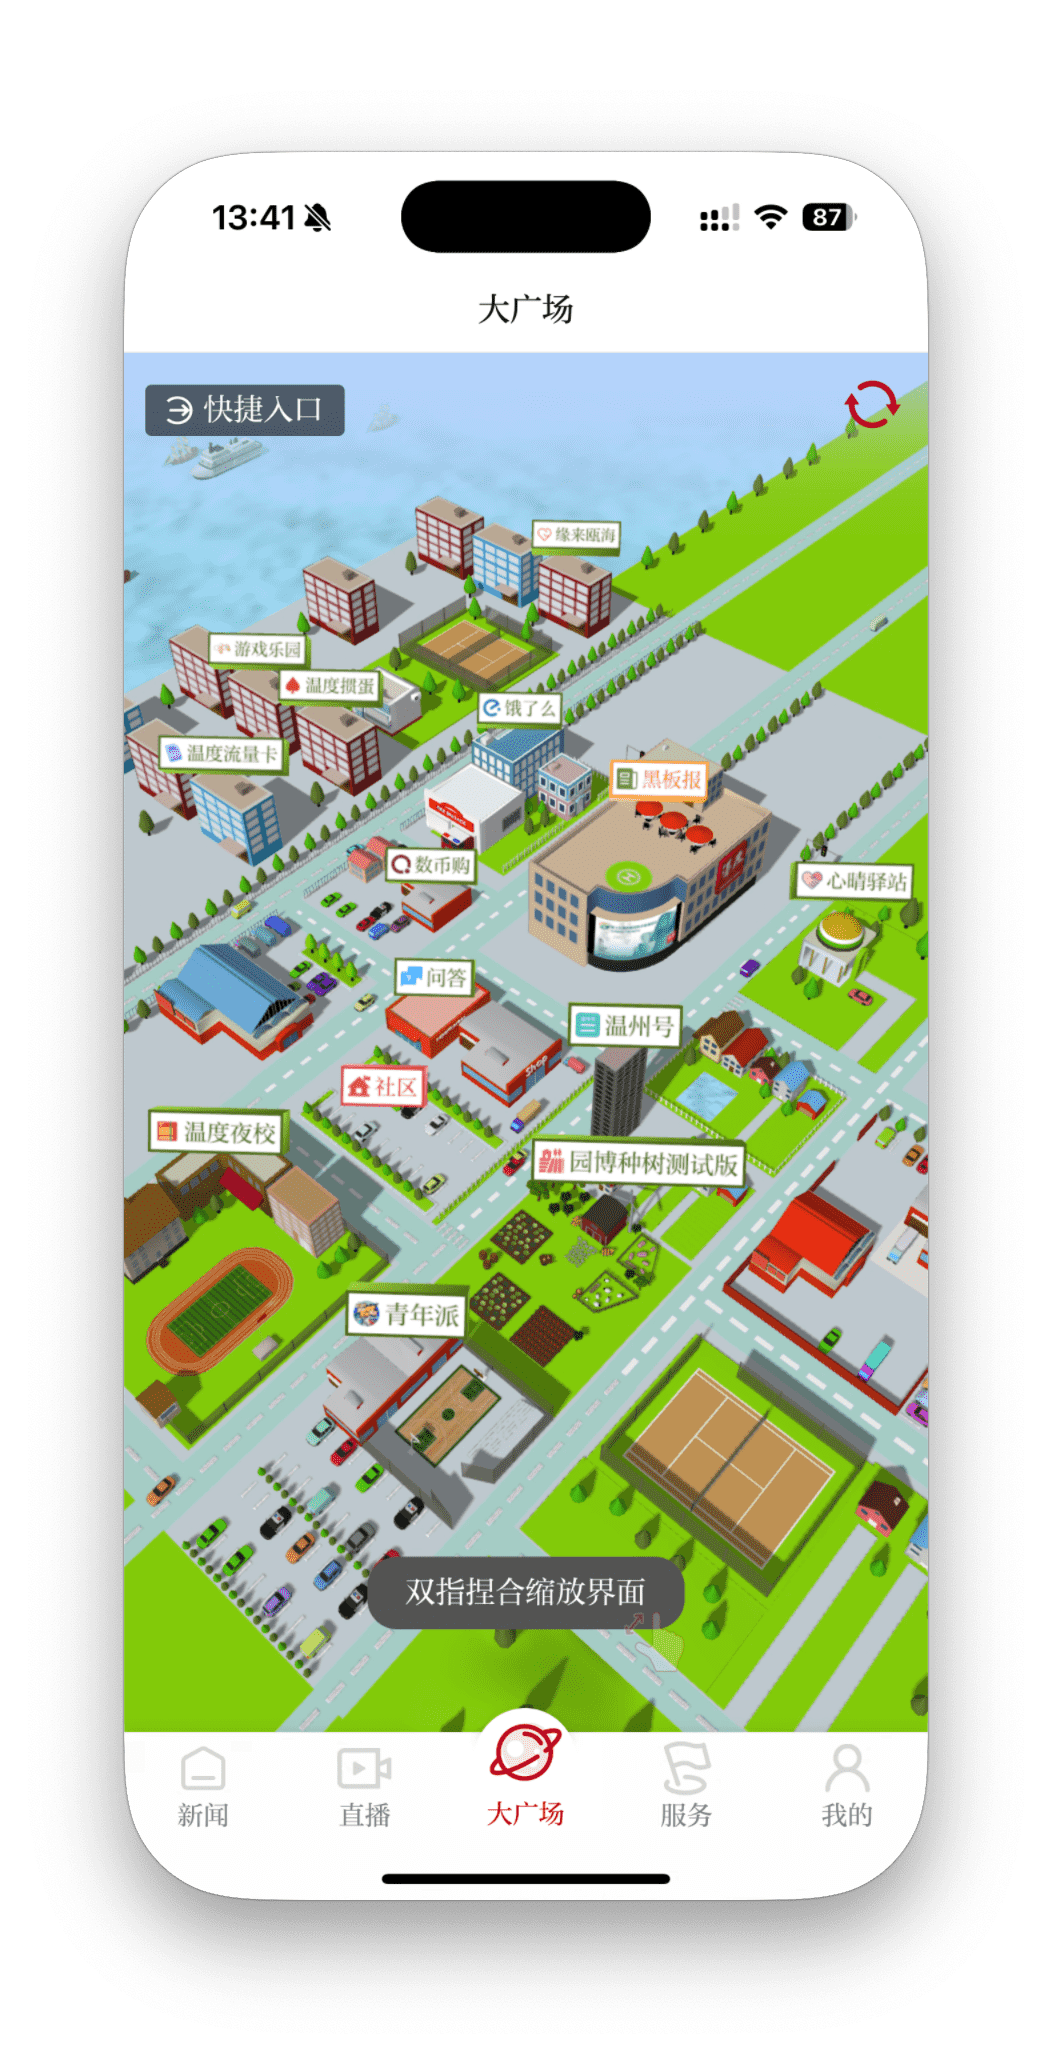 13:41
87
大广场
快捷入口
缘来瓯海
游戏乐园
温度掼蛋
饿了么
温度流量卡
黑板报
数币购
心晴驿站
问答
温州号
Shop
社区
温度夜校
园博种树测试版
青年派
双指捏合缩放界面
新闻
直播
大广场
服务
我的